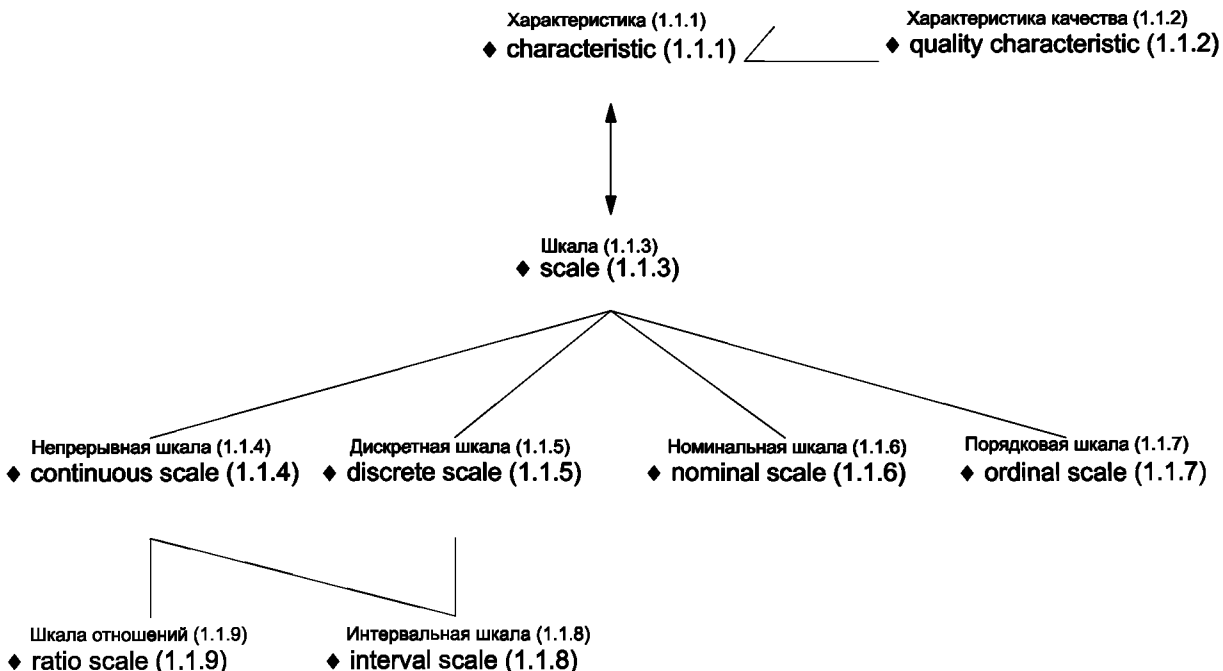 Характеристика (1.1.1)
♦ characteristic (1.1.1)
Характеристика качества (1.1.2)
♦ quality characteristic (1.1.2)
Шкала (1.1.3)
♦ scale (1.1.3)
Непрерывная шкала (1.1.4)
♦ continuous scale (1.1.4)
Дискретная шкала (1.1.5)
♦ discrete scale (1.1.5)
Номинальная шкала (1.1.6)
♦ nominal scale (1.1.6)
Порядковая шкала (1.1.7)
♦ ordinal scale (1.1.7)
Шкала отношений (1.1.9)
♦ ratio scale (1.1.9)
Интервальная шкала (1.1.8)
♦ interval scale (1.1.8)